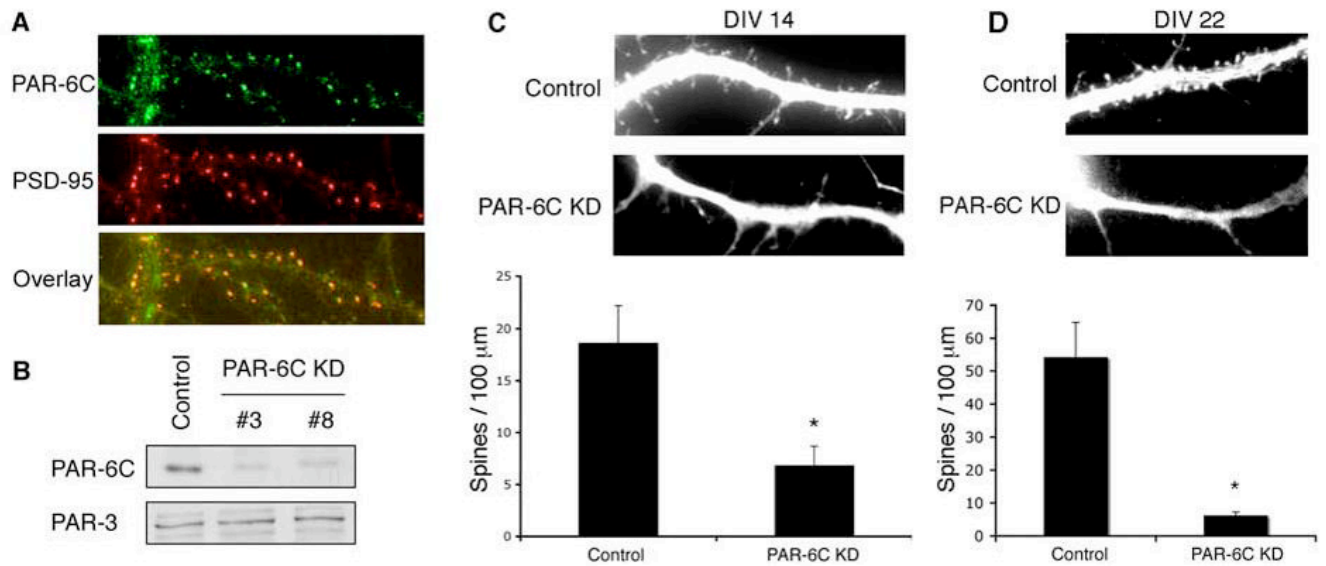 A
PAR-6C
PSD-95
Overlay
B
Control
PAR-6C KD
#3 #8
PAR-6C
PAR-3
C
DIV 14
Control
PAR-6C KD
25
20
15
10
5
0
Spines / 100 μm
*
Control PAR-6C KD
D
DIV 22
Control
PAR-6C KD
70
60
50
40
30
20
10
0
Spines / 100 μm
*
Control PAR-6C KD